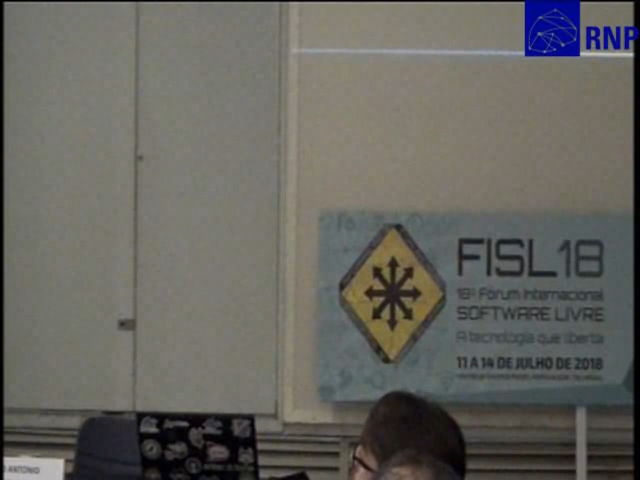 RNP
FISL18
18º Fórum Internacional
SOFTWARE LIVRE
A tecnologia que liberta
11 A 14 DE JULHO DE 2018
ANTONIO